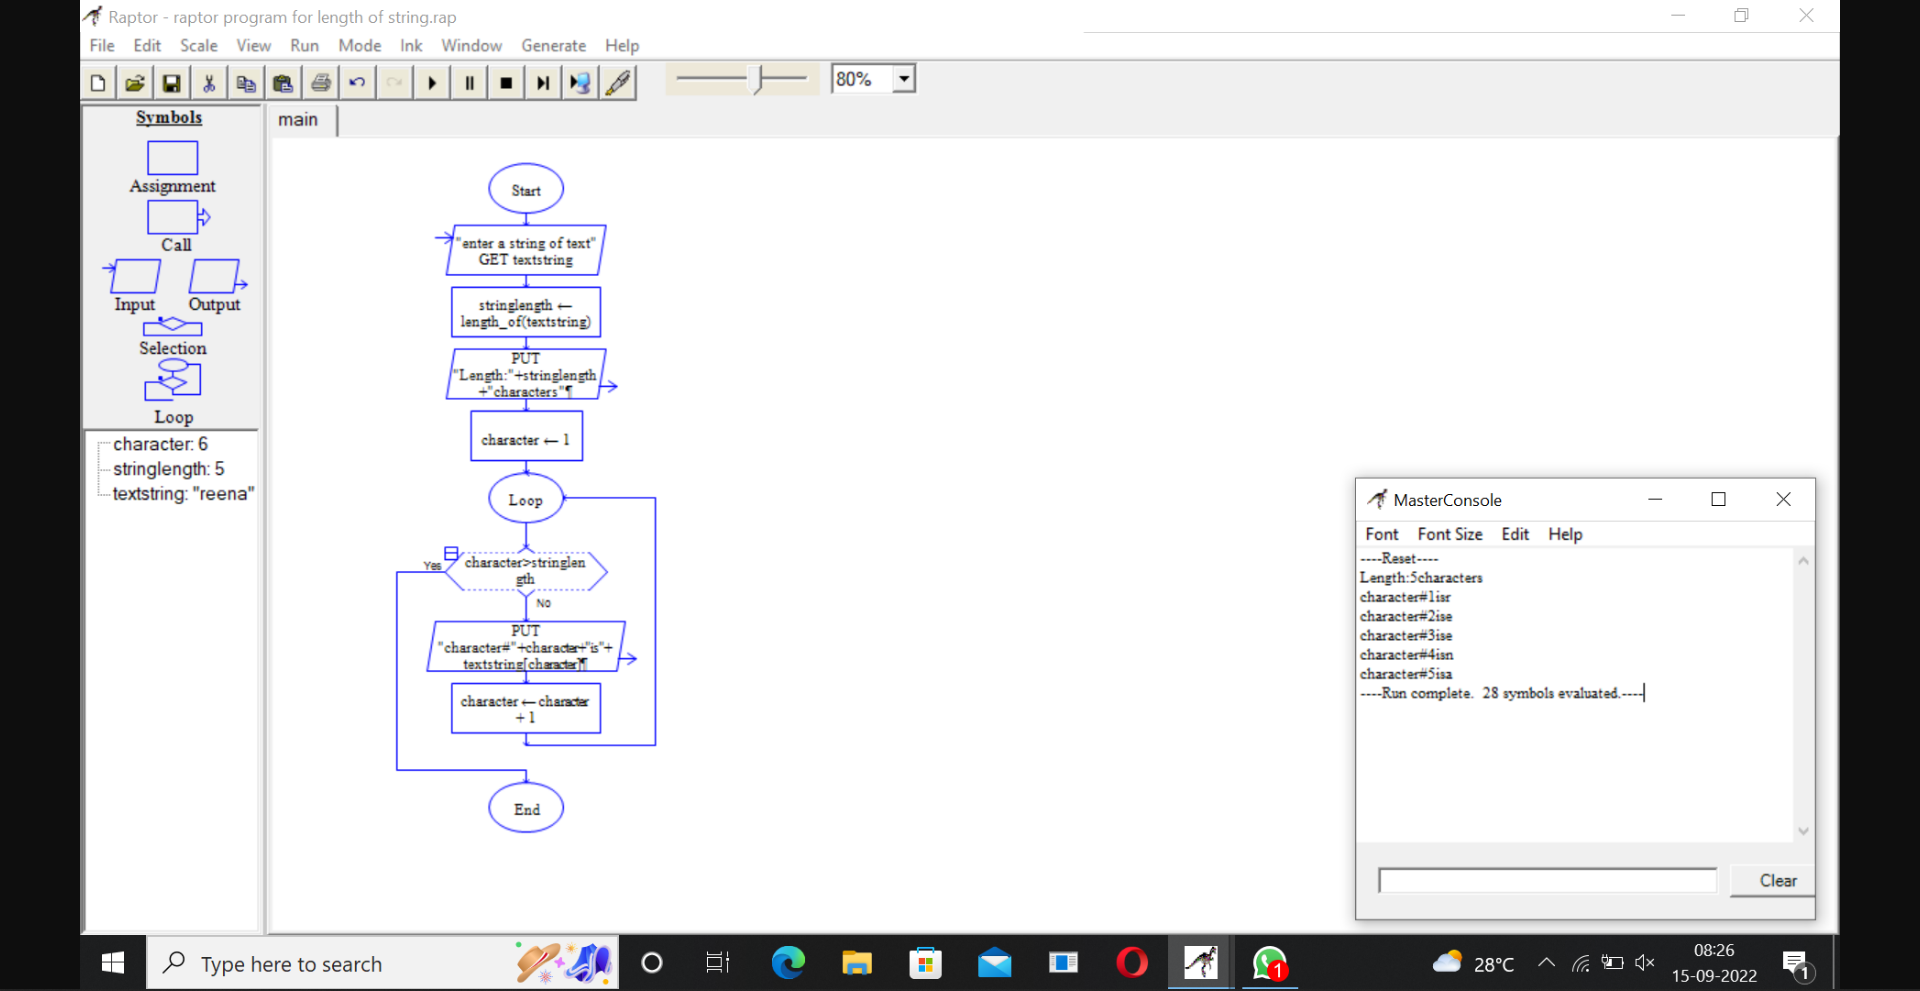 Raptor - raptor program for length of string.rap
File Edit Scale View Run Mode Ink Window Generate Help
80%
Symbols
Assignment
Call
Input Output
Selection
Loop
character: 6
stringlength: 5
textstring: "reena"
main
Start
"enter a string of text"
GET textstring
stringlength ←
length_of(textstring)
PUT
"Length:"+stringlength
+"characters"¶
character ← 1
Loop
Yes
character>stringlen
gth
No
PUT
"character#"+character+"is"+
textstring[character]¶
character ← character
+ 1
End
MasterConsole
Font Font Size Edit Help
----Reset----
Length:5characters
character#1isr
character#2ise
character#3ise
character#4isn
character#5isa
----Run complete.  28 symbols evaluated.----
Clear
Type here to search
1
28°C
08:26
15-09-2022
1